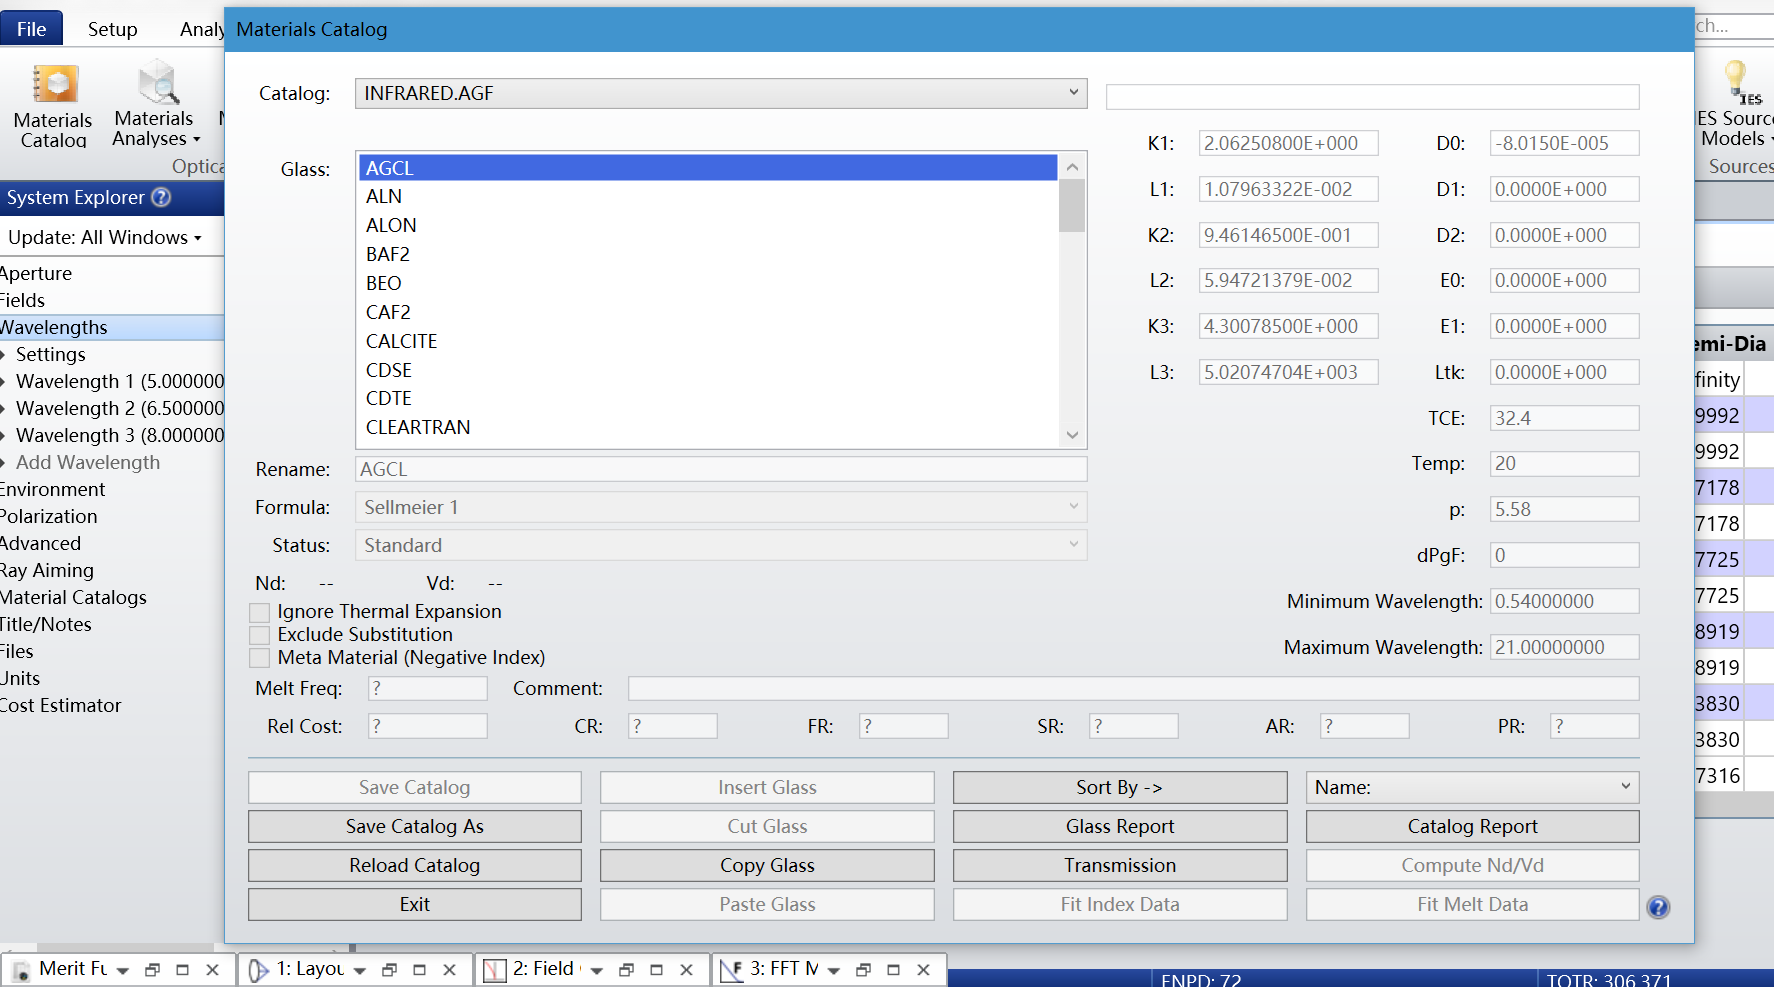 File
Setup
Analy
Materials Catalog
ch...
Materials
Catalog
Materials
Analyses
Optica
ES Source
Models
IES
Sources
System Explorer ?
Update: All Windows
Aperture
Fields
Wavelengths
Settings
Wavelength 1 (5.000000
Wavelength 2 (6.500000
Wavelength 3 (8.000000
Add Wavelength
Environment
Polarization
Advanced
Ray Aiming
Material Catalogs
Title/Notes
Files
Units
Cost Estimator
Catalog: INFRARED.AGF
Glass: AGCL
ALN
ALON
BAF2
BEO
CAF2
CALCITE
CDSE
CDTE
CLEARTRAN
Rename: AGCL
Formula: Sellmeier 1
Status: Standard
Nd: -- Vd: --
Ignore Thermal Expansion
Exclude Substitution
Meta Material (Negative Index)
K1: 2.06250800E+000 D0: -8.0150E-005
L1: 1.07963322E-002 D1: 0.0000E+000
K2: 9.46146500E-001 D2: 0.0000E+000
L2: 5.94721379E-002 E0: 0.0000E+000
K3: 4.30078500E+000 E1: 0.0000E+000
L3: 5.02074704E+003 Ltk: 0.0000E+000
TCE: 32.4
Temp: 20
p: 5.58
dPgF: 0
Minimum Wavelength: 0.54000000
Maximum Wavelength: 21.00000000
Melt Freq: ? Comment:
Rel Cost: ? CR: ? FR: ? SR: ? AR: ? PR: ?
Save Catalog Insert Glass Sort By -> Name:
Save Catalog As Cut Glass Glass Report Catalog Report
Reload Catalog Copy Glass Transmission Compute Nd/Vd
Exit Paste Glass Fit Index Data Fit Melt Data ?
emi-Dia
finity
9992
9992
7178
7178
7725
7725
8919
8919
3830
3830
7316
Merit Fu
1: Layou
2: Field
3: FFT M
ENPD: 72
TOTR: 306.371